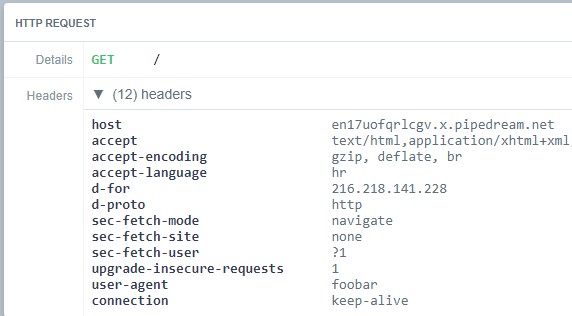 HTTP REQUEST
Details GET /
Headers ▼ (12) headers
host en17uofqrlcgv.x.pipedream.net
accept text/html,application/xhtml+xml
accept-encoding gzip, deflate, br
accept-language hr
d-for 216.218.141.228
d-proto http
sec-fetch-mode navigate
sec-fetch-site none
sec-fetch-user ?1
upgrade-insecure-requests 1
user-agent foobar
connection keep-alive